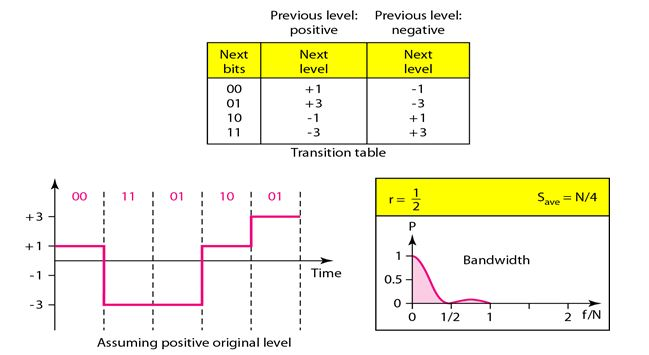 Previous level: Previous level:
positive negative
Next Next Next
bits level level
00 +1 -1
01 +3 -3
10 -1 +1
11 -3 +3
Transition table
00 11 01 10 01
+3
+1
-1
-3
Time
Assuming positive original level
r = 1/2 Save = N/4
P
1
Bandwidth
0.5
0
0 1/2 1 2 f/N